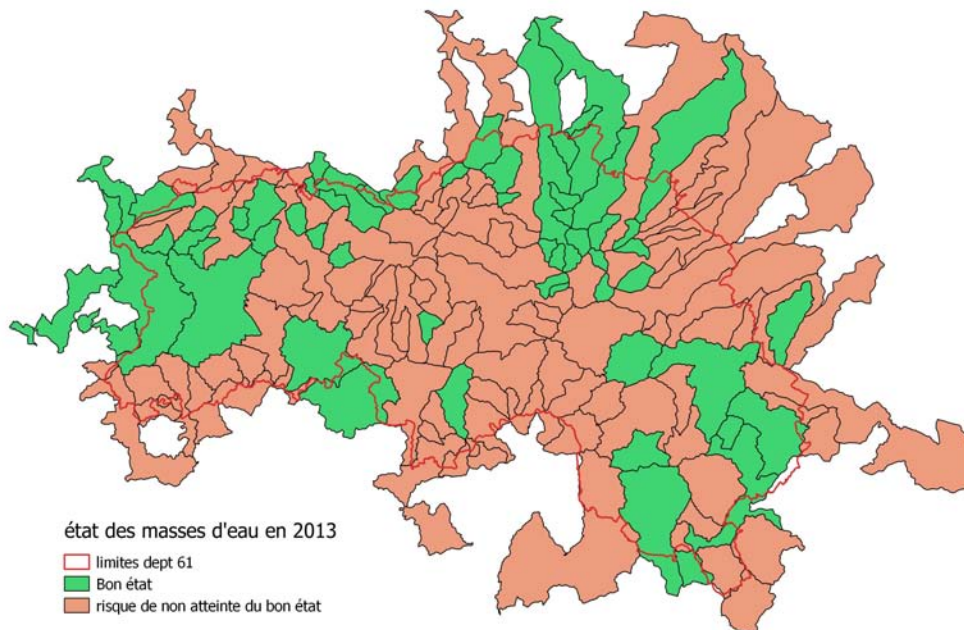 état des masses d'eau en 2013
limites dept 61
Bon état
risque de non atteinte du bon état